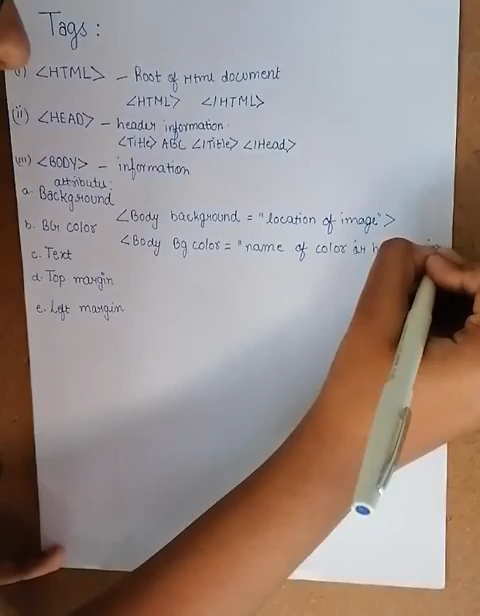 Tags :
(i) <HTML> - Root of Html document
<HTML> </HTML>
(ii) <HEAD> - header information.
<Title> ABC </Title> </Head>
(iii) <BODY> - information
attributes:
a. Background
<Body background = "location of image">
b. BG color
<Body Bg color = "name of color in
c. Text
d. Top margin
e. Left margin